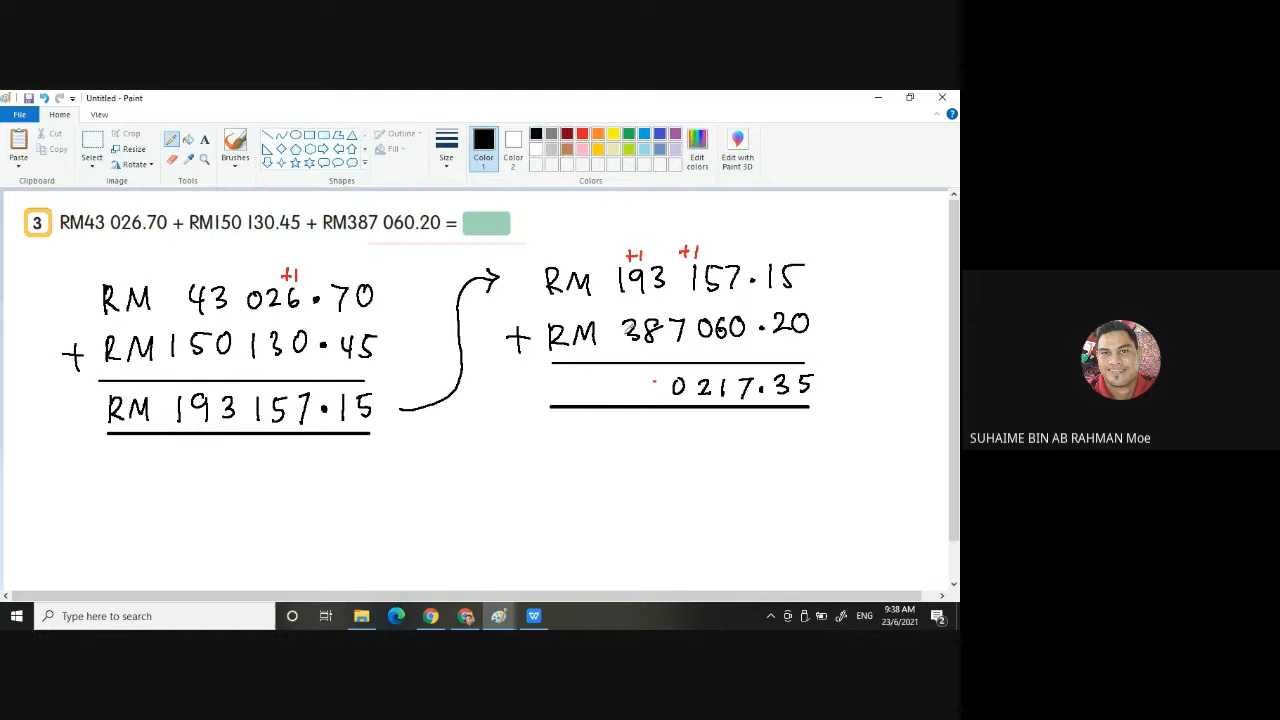 Untitled - Paint
File Home View
Paste
Cut
Copy
Clipboard
Select
Crop
Resize
Rotate
Image
Tools
Brushes
Shapes
Outline
Fill
Size
Color 1
Color 2
Colors
Edit colors
Edit with Paint 3D
3 RM43 026.70 + RM150 130.45 + RM387 060.20 =
+1
RM 43 026.70
+ RM 150 130.45
RM 193 157.15
+1 +1
RM 193 157.15
+ RM 387 060.20
0217.35
SUHAIME BIN AB RAHMAN Moe
Type here to search
ENG
9:38 AM
23/6/2021
2